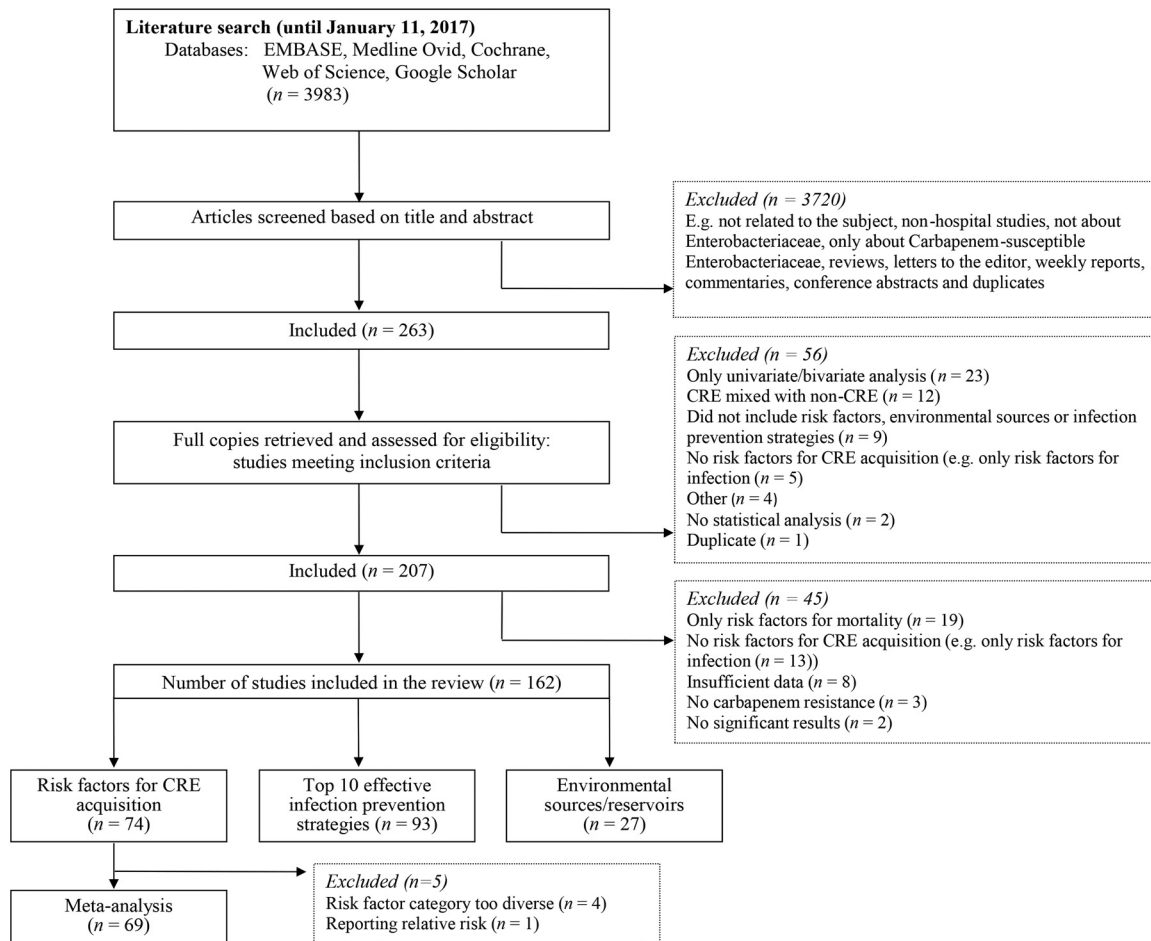 Literature search (until January 11, 2017)
Databases: EMBASE, Medline Ovid, Cochrane,
Web of Science, Google Scholar
(n = 3983)
Articles screened based on title and abstract
Excluded (n = 3720)
E.g. not related to the subject, non-hospital studies, not about
Enterobacteriaceae, only about Carbapenem-susceptible
Enterobacteriaceae, reviews, letters to the editor, weekly reports,
commentaries, conference abstracts and duplicates
Included (n = 263)
Excluded (n = 56)
Only univariate/bivariate analysis (n = 23)
CRE mixed with non-CRE (n = 12)
Did not include risk factors, environmental sources or infection
prevention strategies (n = 9)
No risk factors for CRE acquisition (e.g. only risk factors for
infection (n = 5)
Other (n = 4)
No statistical analysis (n = 2)
Duplicate (n = 1)
Full copies retrieved and assessed for eligibility:
studies meeting inclusion criteria
Included (n = 207)
Excluded (n = 45)
Only risk factors for mortality (n = 19)
No risk factors for CRE acquisition (e.g. only risk factors for
infection (n = 13))
Insufficient data (n = 8)
No carbapenem resistance (n = 3)
No significant results (n = 2)
Number of studies included in the review (n = 162)
Risk factors for CRE
acquisition
(n = 74)
Top 10 effective
infection prevention
strategies (n = 93)
Environmental
sources/reservoirs
(n = 27)
Excluded (n=5)
Risk factor category too diverse (n = 4)
Reporting relative risk (n = 1)
Meta-analysis
(n = 69)